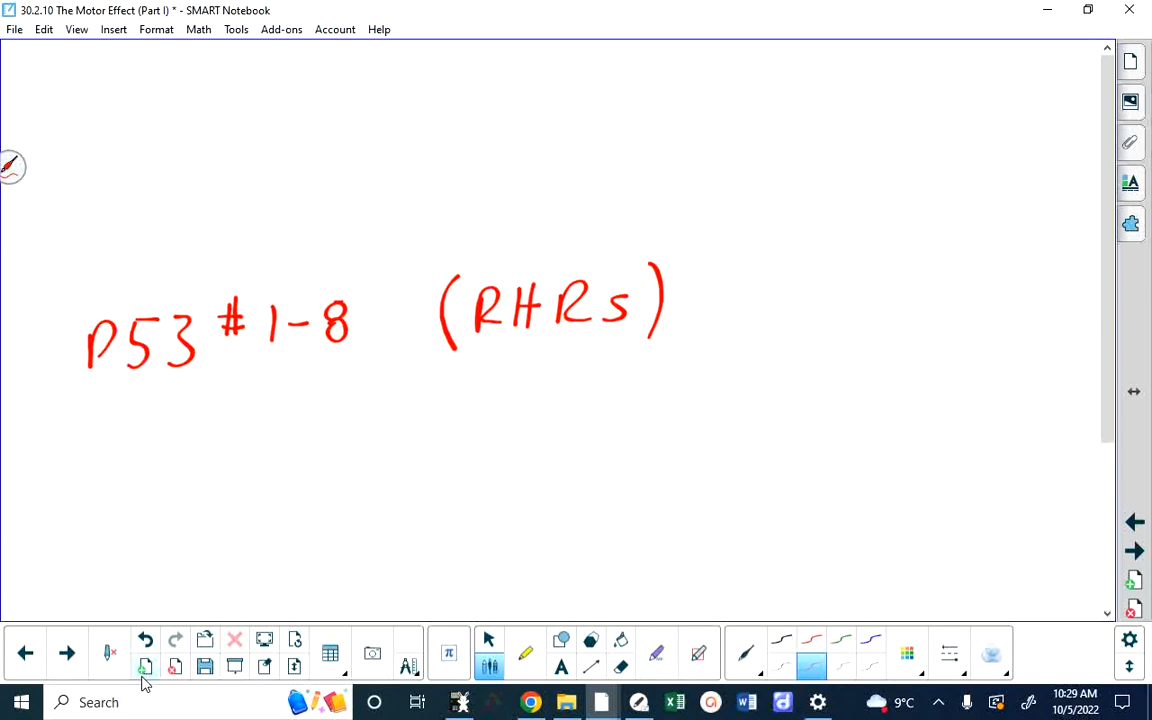 30.2.10 The Motor Effect (Part I) * - SMART Notebook
File Edit View Insert Format Math Tools Add-ons Account Help
P53 # 1-8 (RHRs)
Search
9°C
10:29 AM
10/5/2022